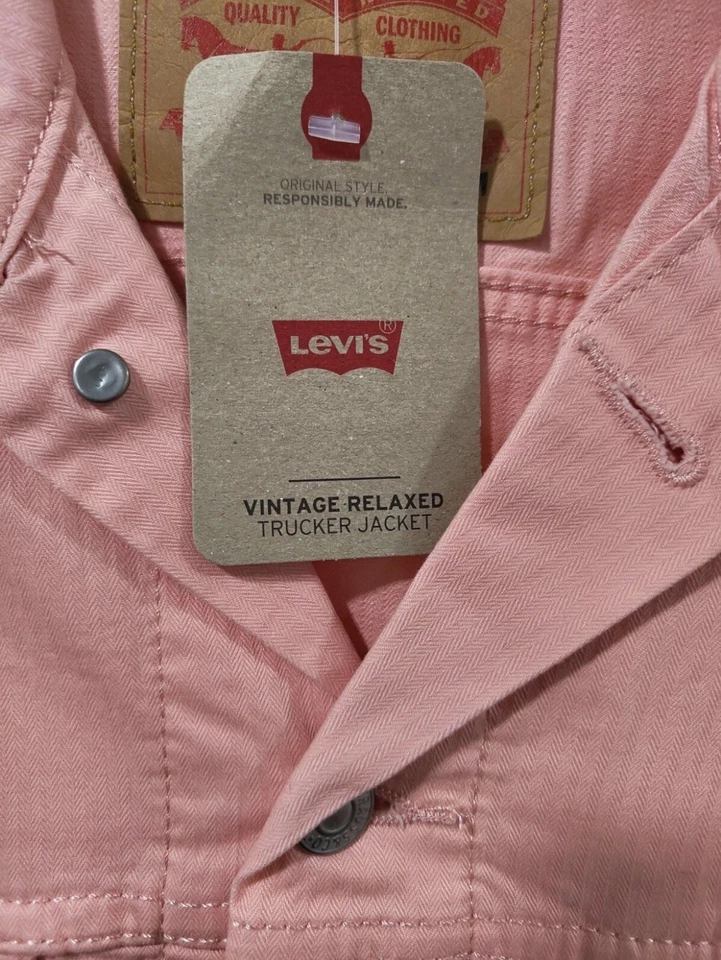 QUALITY CLOTHING
ORIGINAL STYLE.
RESPONSIBLY MADE.
LEVI'S®
VINTAGE RELAXED
TRUCKER JACKET